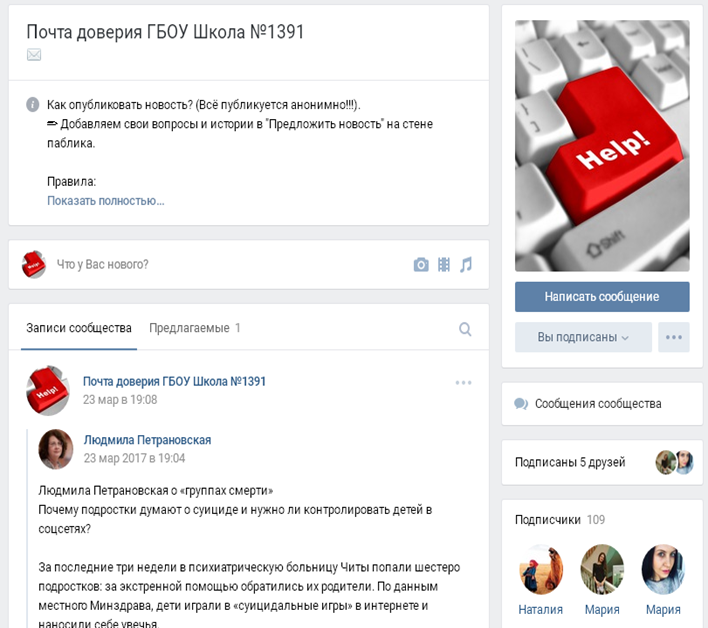 Почта доверия ГБОУ Школа №1391
Как опубликовать новость? (Всё публикуется анонимно!!!).
✏ Добавляем свои вопросы и истории в "Предложить новость" на стене
паблика.
Правила:
Показать полностью...
Что у Вас нового?
Записи сообщества Предлагаемые 1
Почта доверия ГБОУ Школа №1391
23 мар в 19:08
Людмила Петрановская
23 мар 2017 в 19:04
Людмила Петрановская о «группах смерти»
Почему подростки думают о суициде и нужно ли контролировать детей в
соцсетях?
За последние три недели в психиатрическую больницу Читы попали шестеро
подростков: за экстренной помощью обратились их родители. По данным
местного Минздрава, дети играли в «суицидальные игры» в интернете и
наносили себе увечья.
Help!
Shift
Написать сообщение
Вы подписаны
Сообщения сообщества
Подписаны 5 друзей
Подписчики 109
Наталия Мария Мария